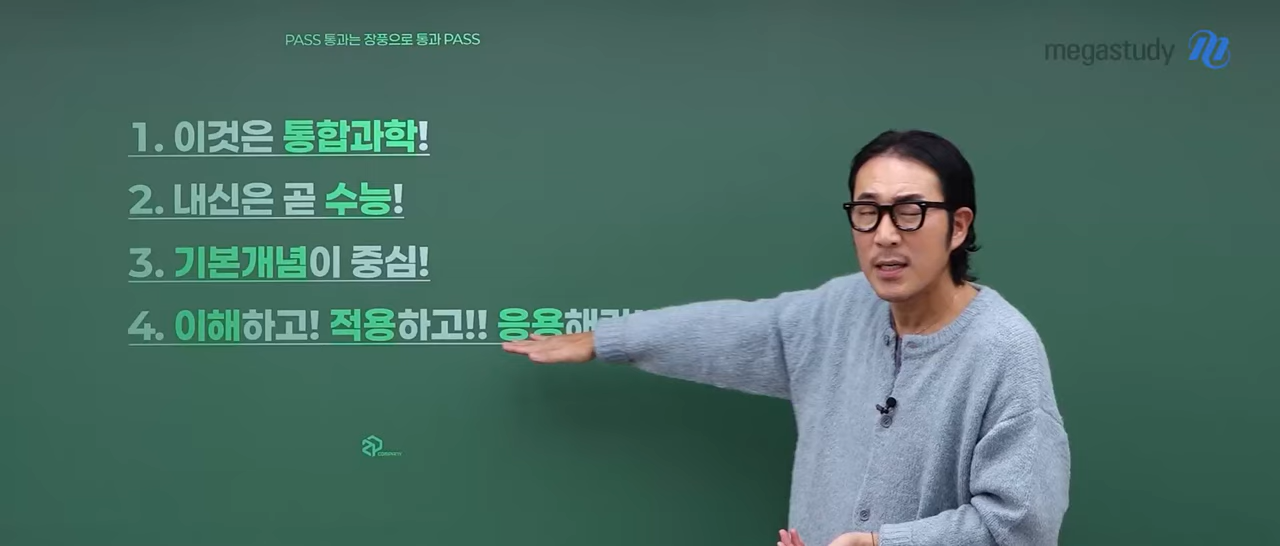 PASS 통과는 장풍으로 통과 PASS
megastudy
1. 이것은 통합과학!
2. 내신은 곧 수능!
3. 기본개념이 중심!
4. 이해하고! 적용하고!! 응용